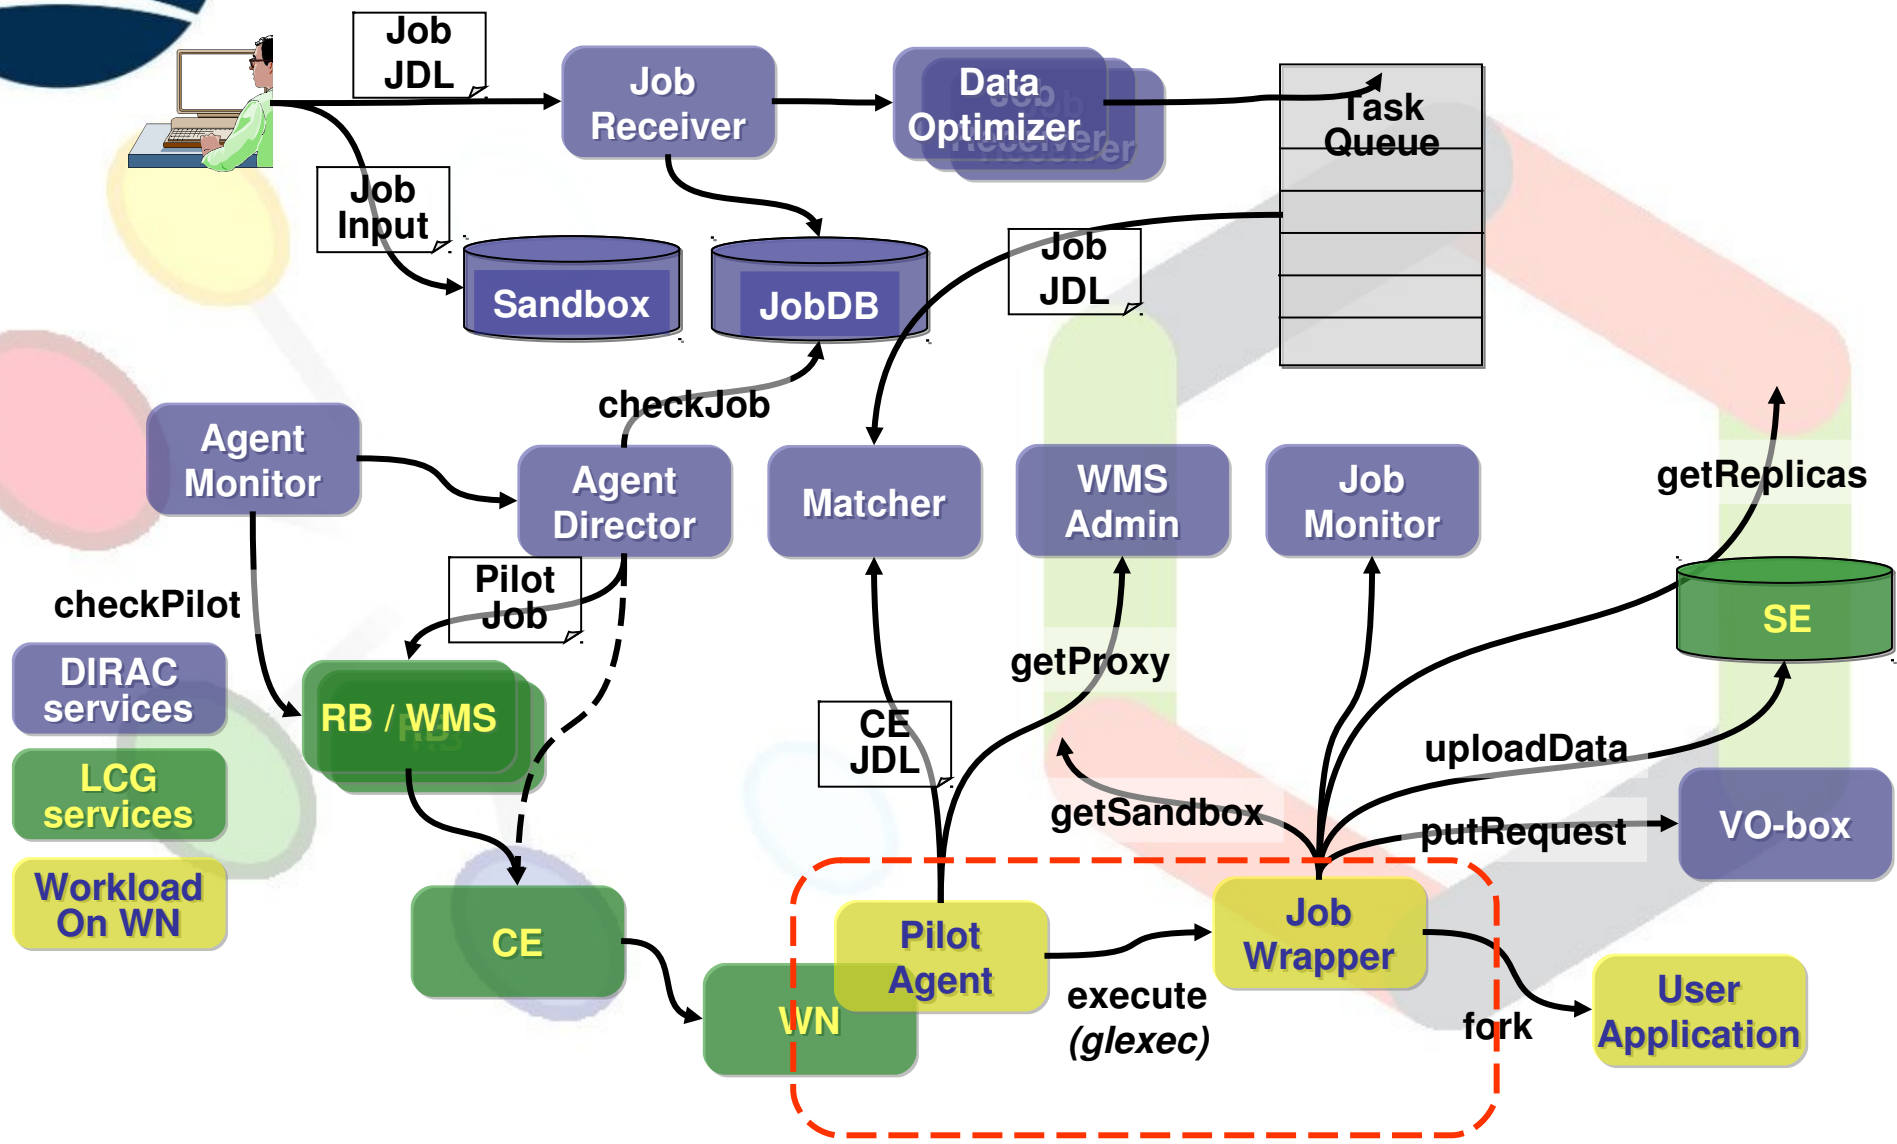 Job
JDL
Job
Receiver
Data
Optimizer
Job
Receiver
Task
Queue
Job
Input
Sandbox
JobDB
Job
JDL
checkJob
Agent
Monitor
Agent
Director
Matcher
WMS
Admin
Job
Monitor
getReplicas
Pilot
Job
checkPilot
SE
DIRAC
services
RB / WMS
RB
getProxy
CE
JDL
uploadData
LCG
services
getSandbox
putRequest
VO-box
Workload
On WN
CE
Pilot
Agent
Job
Wrapper
WN
execute
(glexec)
fork
User
Application